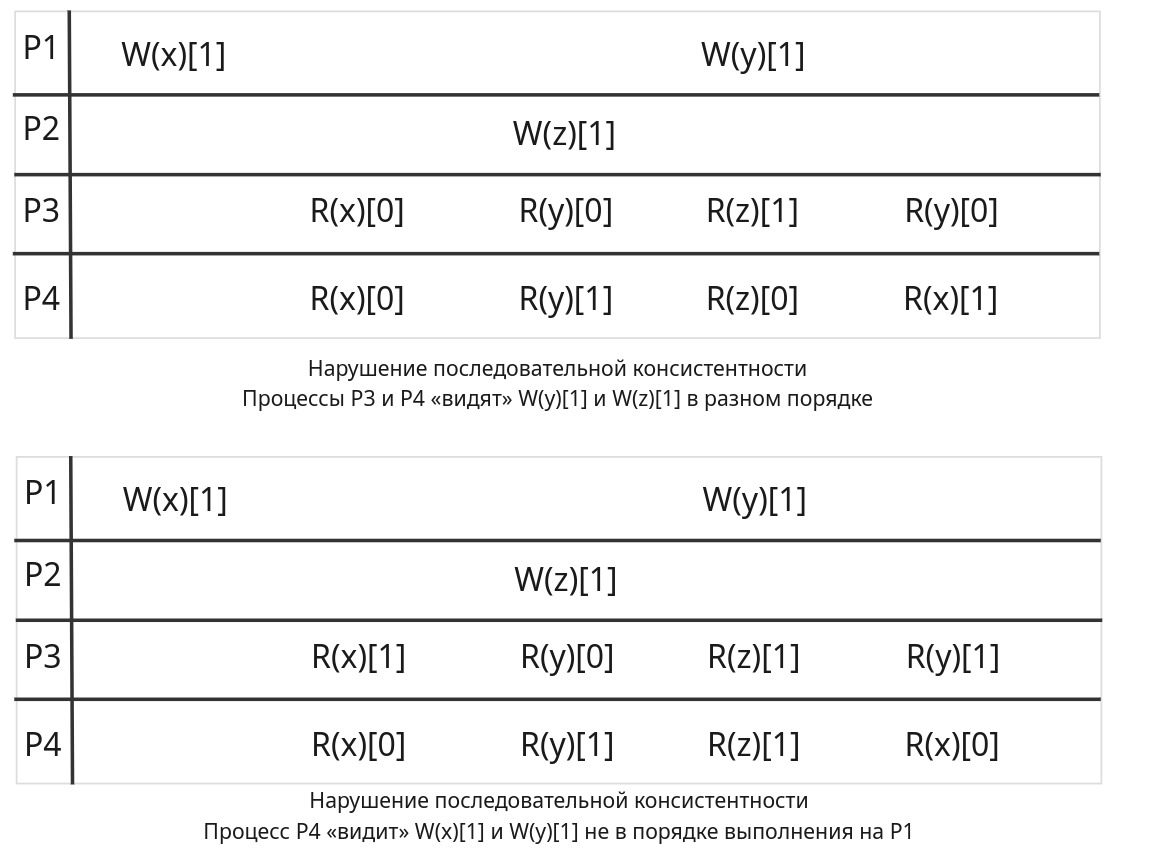 P1 W(x)[1] W(y)[1]
P2 W(z)[1]
P3 R(x)[0] R(y)[0] R(z)[1] R(y)[0]
P4 R(x)[0] R(y)[1] R(z)[0] R(x)[1]
Нарушение последовательной консистентности
Процессы P3 и P4 «видят» W(y)[1] и W(z)[1] в разном порядке
P1 W(x)[1] W(y)[1]
P2 W(z)[1]
P3 R(x)[1] R(y)[0] R(z)[1] R(y)[1]
P4 R(x)[0] R(y)[1] R(z)[1] R(x)[0]
Нарушение последовательной консистентности
Процесс P4 «видит» W(x)[1] и W(y)[1] не в порядке выполнения на P1